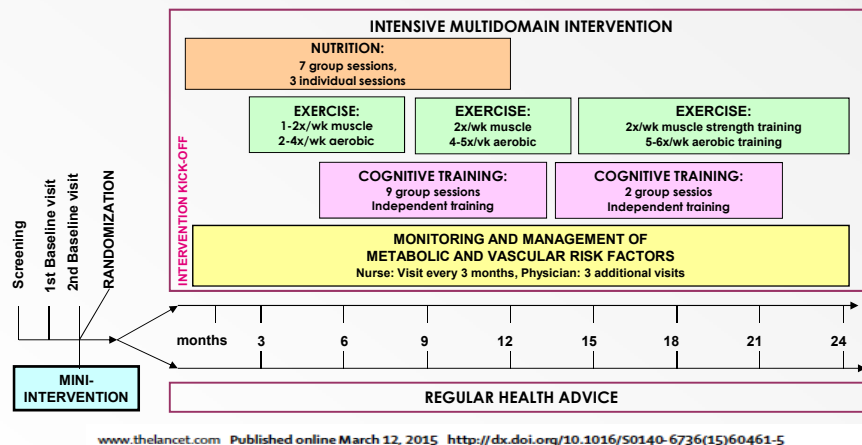 INTENSIVE MULTIDOMAIN INTERVENTION
NUTRITION:
7 group sessions,
3 individual sessions
EXERCISE:
1-2x/wk muscle
2-4x/wk aerobic
EXERCISE:
2x/wk muscle
4-5x/vk aerobic
EXERCISE:
2x/wk muscle strength training
5-6x/wk aerobic training
COGNITIVE TRAINING:
9 group sessions
Independent training
COGNITIVE TRAINING:
2 group sessios
Independent training
MONITORING AND MANAGEMENT OF
METABOLIC AND VASCULAR RISK FACTORS
Nurse: Visit every 3 months, Physician: 3 additional visits
INTERVENTION KICK-OFF
Screening
1st Baseline visit
2nd Baseline visit
RANDOMIZATION
months 3 6 9 12 15 18 21 24
MINI-
INTERVENTION
REGULAR HEALTH ADVICE
www.thelancet.com Published online March 12, 2015 http://dx.doi.org/10.1016/S0140-6736(15)60461-5